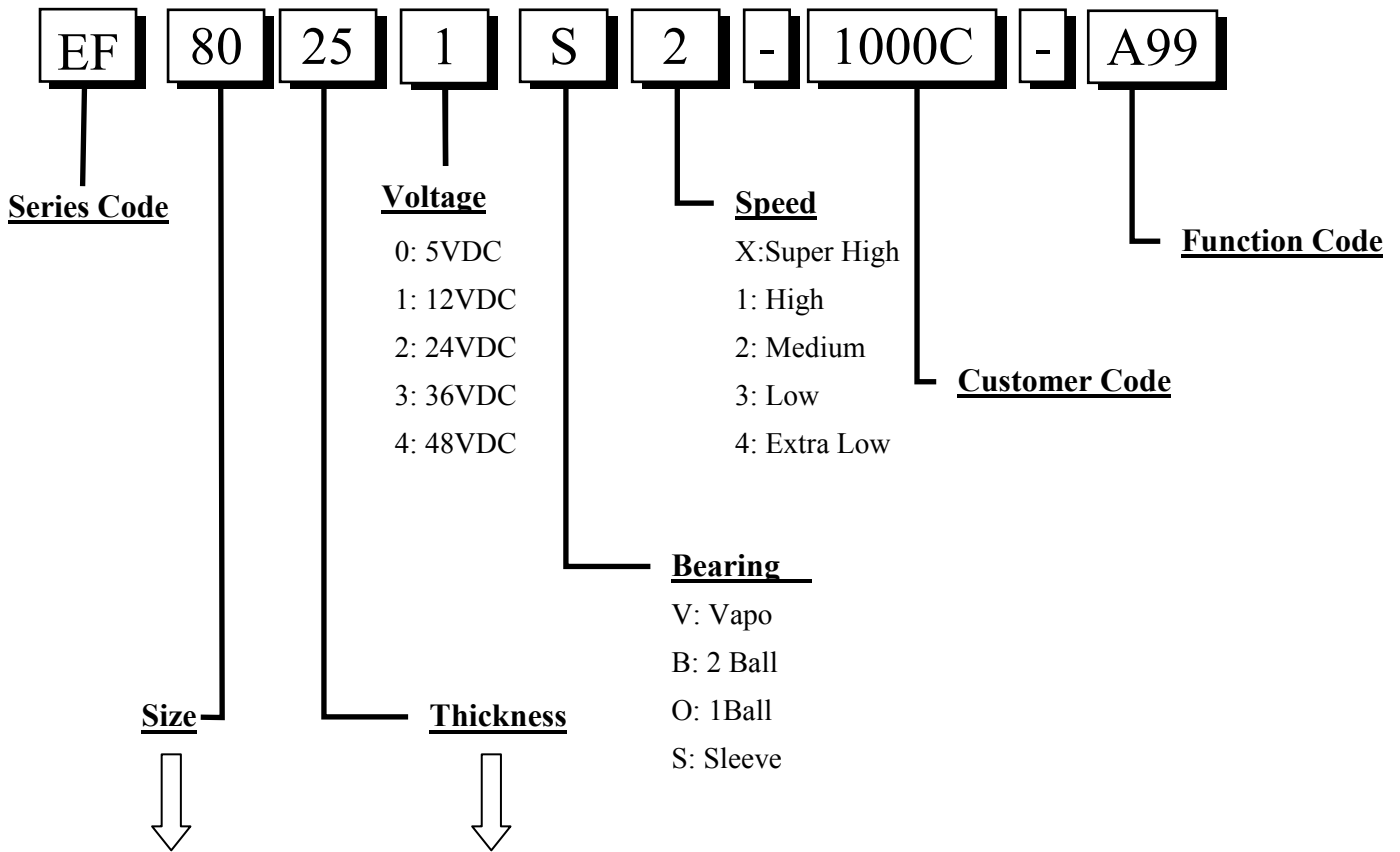 EF 80 25 1 S 2 - 1000C - A99
Series Code
Voltage
0: 5VDC
1: 12VDC
2: 24VDC
3: 36VDC
4: 48VDC
Speed
X:Super High
1: High
2: Medium
3: Low
4: Extra Low
Function Code
Customer Code
Bearing
V: Vapo
B: 2 Ball
O: 1Ball
S: Sleeve
Size
Thickness